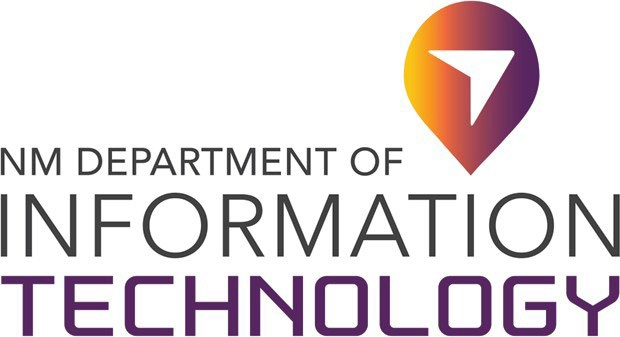 NM DEPARTMENT OF
INFORMATION
TECHNOLOGY